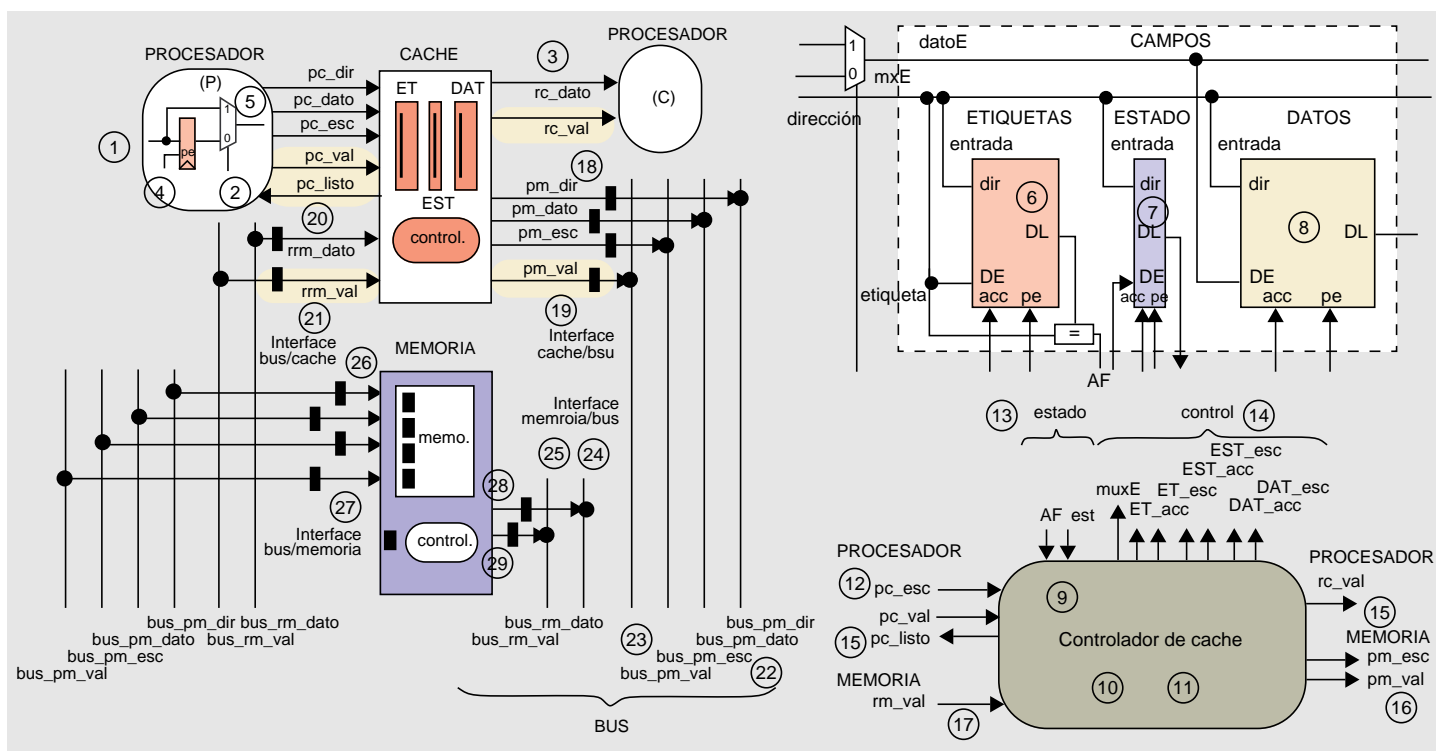 PROCESADOR
(P)
1
0
5
pe
1
4
2
pc_dir
pc_dato
pc_esc
pc_val
pc_listo
20
rrm_dato
rrm_val
21
Interface
bus/cache
CACHE
ET
DAT
EST
control.
3
rc_dato
rc_val
18
pm_dir
pm_dato
pm_esc
pm_val
19
Interface
cache/bsu
PROCESADOR
(C)
MEMORIA
26
memo.
control.
27
Interface
bus/memoria
Interface
memroia/bus
25
24
28
29
bus_pm_dir
bus_rm_dato
bus_pm_dato
bus_rm_val
bus_pm_esc
bus_pm_val
bus_rm_dato
bus_rm_val
23
bus_pm_dir
bus_pm_dato
bus_pm_esc
bus_pm_val
22
BUS
1
0
datoE
CAMPOS
mxE
dirección
ETIQUETAS
ESTADO
DATOS
entrada
entrada
entrada
dir
6
DL
DE
acc
pe
dir
7
DL
DE
acc
pe
dir
8
DL
DE
acc
pe
etiqueta
=
AF
13
estado
control
14
EST_esc
EST_acc
muxE
ET_esc
DAT_esc
ET_acc
DAT_acc
AF
est
PROCESADOR
12
pc_esc
pc_val
15
pc_listo
MEMORIA
rm_val
17
9
Controlador de cache
10
11
PROCESADOR
rc_val
15
MEMORIA
pm_esc
pm_val
16